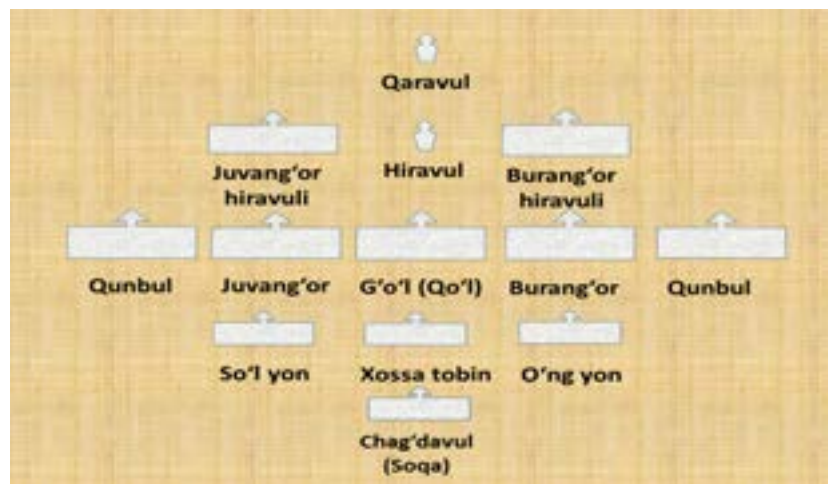 Qaravul
Juvang‘or hiravuli
Hiravul
Burang‘or hiravuli
Qunbul
Juvang‘or
G‘o‘l (Qo‘l)
Burang‘or
Qunbul
So‘l yon
Xossa tobin
O‘ng yon
Chag‘davul
(Soqa)